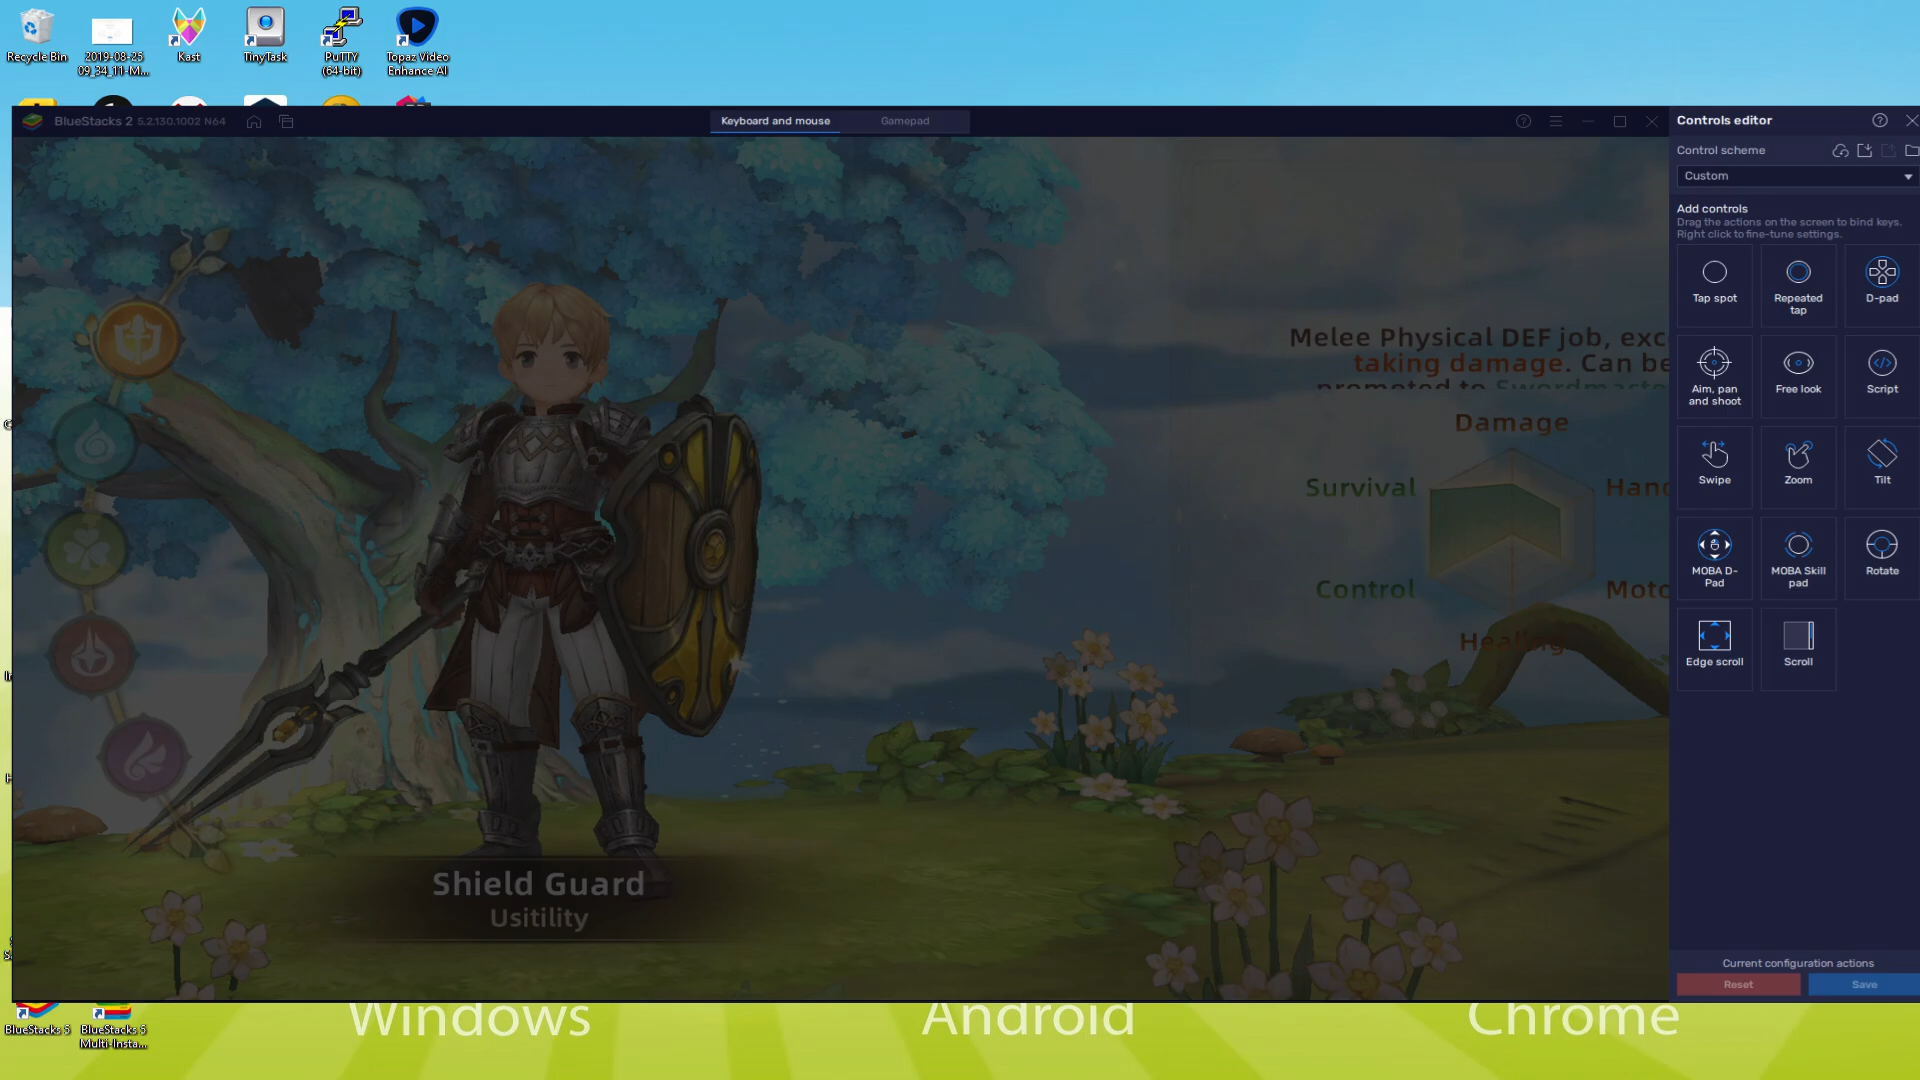 Recycle Bin
2019-08-25
09_34_11-M...
Kast
TinyTask
PuTTY
(64-bit)
Topaz Video
Enhance AI
BlueStacks 2 5.2.130.1002 N64
Keyboard and mouse
Gamepad
Controls editor
Control scheme
Custom
Add controls
Drag the actions on the screen to bind keys.
Right click to fine-tune settings.
Tap spot
Repeated
tap
D-pad
Aim, pan
and shoot
Free look
Script
Swipe
Zoom
Tilt
MOBA D-
Pad
MOBA Skill
pad
Rotate
Edge scroll
Scroll
Melee Physical DEF job, exc
taking damage. Can be
promoted to Swordmaste
Damage
Survival
Hand
Control
Moto
Healing
Shield Guard
Usitility
Current configuration actions
Reset
Save
BlueStacks 5
BlueStacks 5
Multi-Insta...
Windows
Android
Chrome